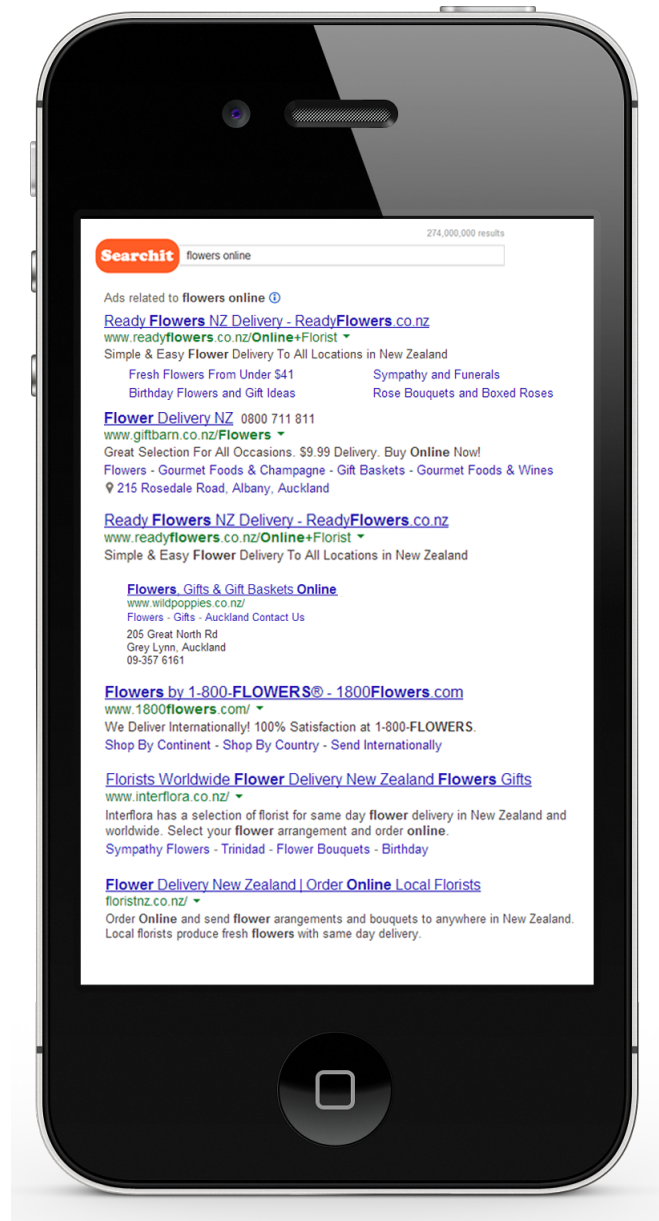 274,000,000 results
Searchit flowers online
Ads related to flowers online
Ready Flowers NZ Delivery - ReadyFlowers.co.nz
www.readyflowers.co.nz/Online+Florist
Simple & Easy Flower Delivery To All Locations in New Zealand
Fresh Flowers From Under $41 Sympathy and Funerals
Birthday Flowers and Gift Ideas Rose Bouquets and Boxed Roses
Flower Delivery NZ 0800 711 811
www.giftbarn.co.nz/Flowers
Great Selection For All Occasions. $9.99 Delivery. Buy Online Now!
Flowers - Gourmet Foods & Champagne - Gift Baskets - Gourmet Foods & Wines
215 Rosedale Road, Albany, Auckland
Ready Flowers NZ Delivery - ReadyFlowers.co.nz
www.readyflowers.co.nz/Online+Florist
Simple & Easy Flower Delivery To All Locations in New Zealand
Flowers, Gifts & Gift Baskets Online
www.wildpoppies.co.nz/
Flowers - Gifts - Auckland Contact Us
205 Great North Rd
Grey Lynn, Auckland
09-357 6161
Flowers by 1-800-FLOWERS® - 1800Flowers.com
www.1800flowers.com/
We Deliver Internationally! 100% Satisfaction at 1-800-FLOWERS.
Shop By Continent - Shop By Country - Send Internationally
Florists Worldwide Flower Delivery New Zealand Flowers Gifts
www.interflora.co.nz/
Interflora has a selection of florist for same day flower delivery in New Zealand and
worldwide. Select your flower arrangement and order online.
Sympathy Flowers - Trinidad - Flower Bouquets - Birthday
Flower Delivery New Zealand | Order Online Local Florists
floristnz.co.nz/
Order Online and send flower arangements and bouquets to anywhere in New Zealand.
Local florists produce fresh flowers with same day delivery.